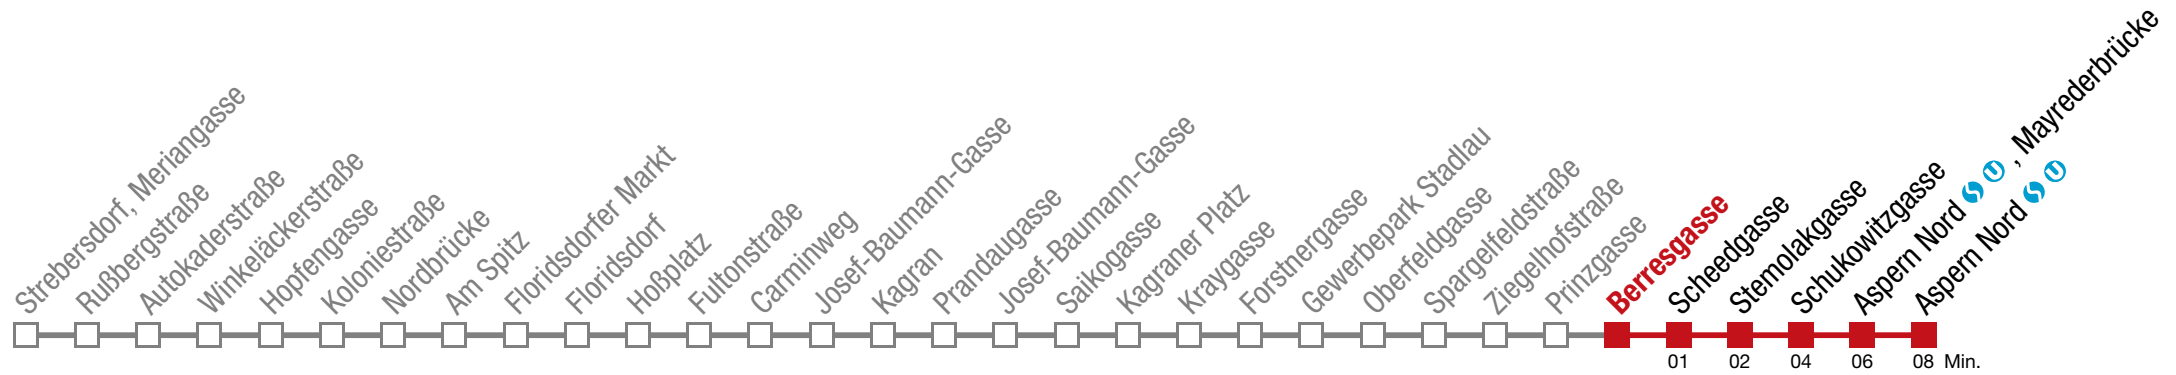 Strebersdorf, Meriangasse
Rußbergstraße
Autokaderstraße
Winkeläckerstraße
Hopfengasse
Koloniestraße
Nordbrücke
Am Spitz
Floridsdorfer Markt
Floridsdorf
Hoßplatz
Fultonstraße
Carminweg
Josef-Baumann-Gasse
Kagran
Prandaugasse
Josef-Baumann-Gasse
Saikogasse
Kagraner Platz
Kraygasse
Forstnergasse
Gewerbepark Stadlau
Oberfeldgasse
Spargelfeldstraße
Ziegelhofstraße
Prinzgasse
Berresgasse
Scheedgasse
Stemolakgasse
Schukowitzgasse
Aspern Nord S U , Mayrederbrücke
Aspern Nord S U
01 02 04 06 08 Min.